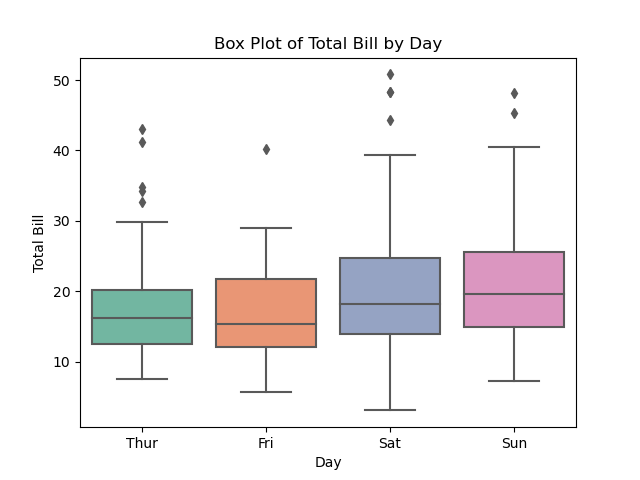 Box Plot of Total Bill by Day
50
40
30
20
10
Total Bill
Thur Fri Sat Sun
Day